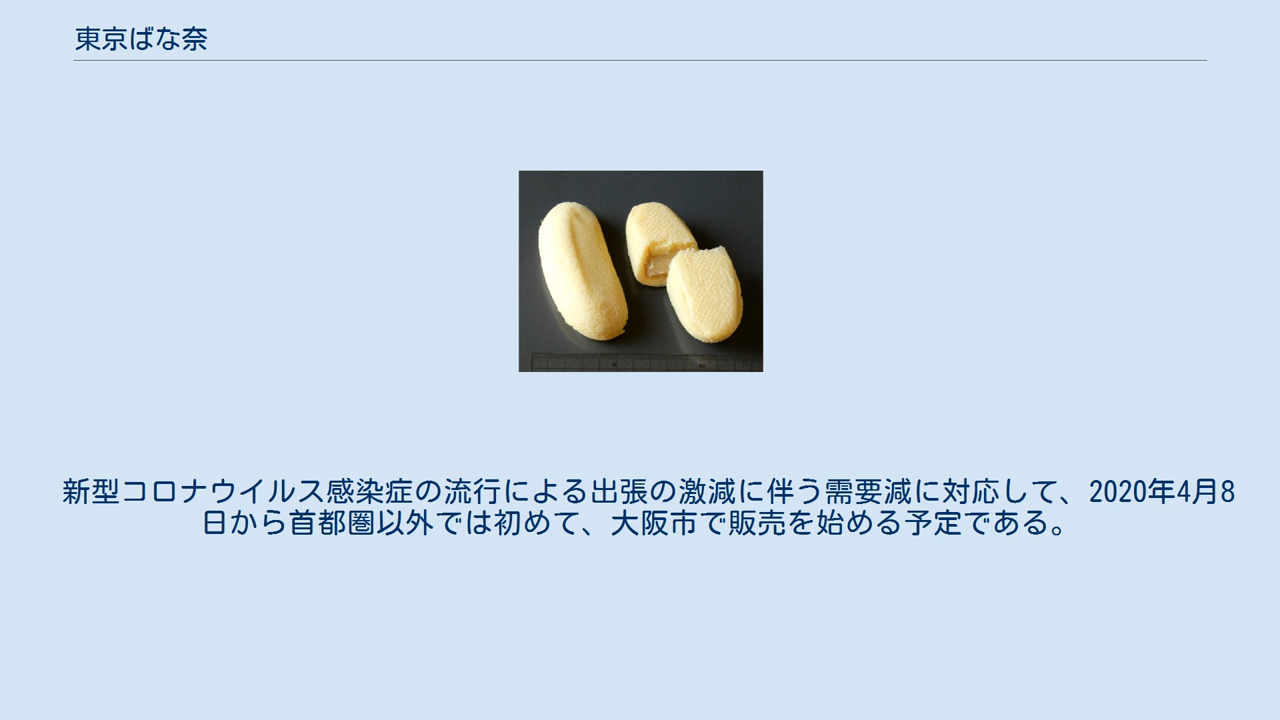 東京ばな奈
新型コロナウイルス感染症の流行による出張の激減に伴う需要減に対応して、2020年4月8
日から首都圏以外では初めて、大阪市で販売を始める予定である。